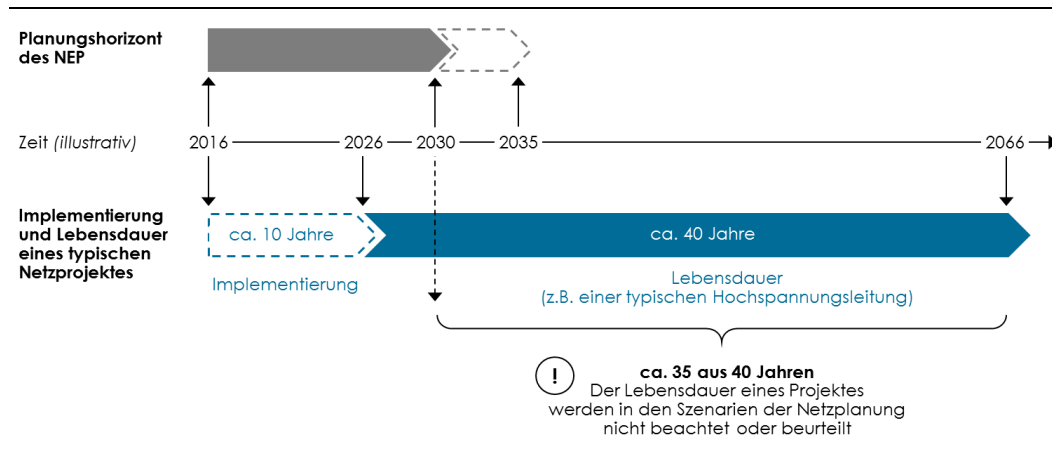 Planungshorizont
des NEP
Zeit (illustrativ)
2016
2026
2030
2035
2066
Implementierung
und Lebensdauer
eines typischen
Netzprojektes
ca. 10 Jahre
ca. 40 Jahre
Implementierung
Lebensdauer
(z.B. einer typischen Hochspannungsleitung)
!
ca. 35 aus 40 Jahren
Der Lebensdauer eines Projektes
werden in den Szenarien der Netzplanung
nicht beachtet oder beurteilt